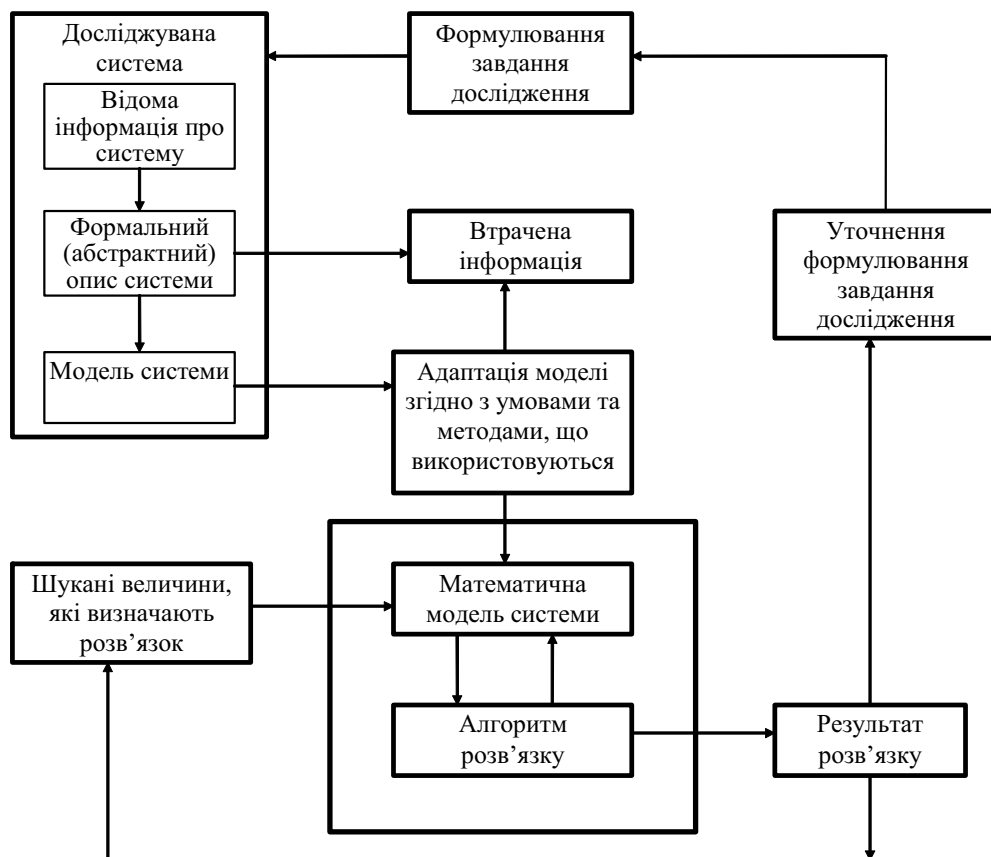 Досліджувана
система
Відома
інформація про
систему
Формальний
(абстрактний)
опис системи
Модель системи
Формулювання
завдання
дослідження
Втрачена
інформація
Уточнення
формулювання
завдання
дослідження
Адаптація моделі
згідно з умовами та
методами, що
використовуються
Шукані величини,
які визначають
розв’язок
Математична
модель системи
Алгоритм
розв’язку
Результат
розв’язку